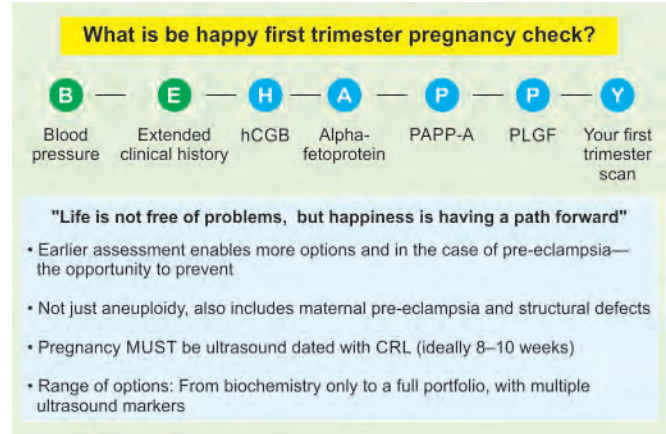 What is be happy first trimester pregnancy check?
B — E — H — A — P — P — Y
Blood pressure
Extended clinical history
hCGB
Alpha-fetoprotein
PAPP-A
PLGF
Your first trimester scan
"Life is not free of problems, but happiness is having a path forward"
• Earlier assessment enables more options and in the case of pre-eclampsia—
the opportunity to prevent
• Not just aneuploidy, also includes maternal pre-eclampsia and structural defects
• Pregnancy MUST be ultrasound dated with CRL (ideally 8–10 weeks)
• Range of options: From biochemistry only to a full portfolio, with multiple
ultrasound markers